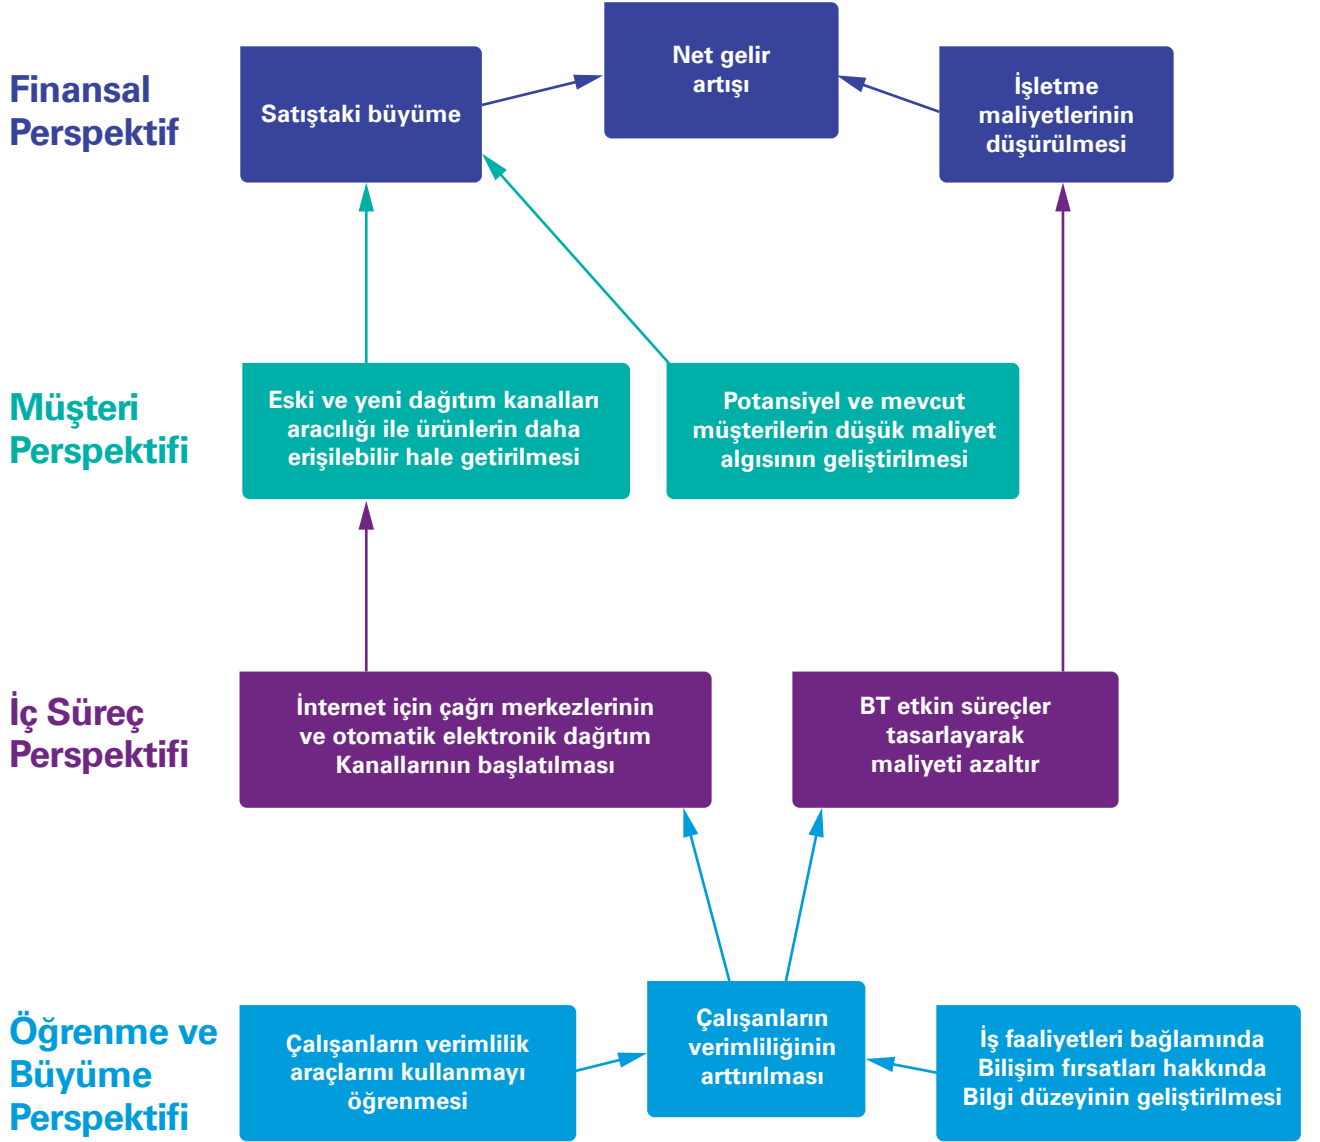 Finansal
Perspektif
Satıştaki büyüme
Net gelir
artışı
İşletme
maliyetlerinin
düşürülmesi
Müşteri
Perspektifi
Eski ve yeni dağıtım kanalları
aracılığı ile ürünlerin daha
erişilebilir hale getirilmesi
Potansiyel ve mevcut
müşterilerin düşük maliyet
algısının geliştirilmesi
İç Süreç
Perspektifi
İnternet için çağrı merkezlerinin
ve otomatik elektronik dağıtım
Kanallarının başlatılması
BT etkin süreçler
tasarlayarak
maliyeti azaltır
Öğrenme ve
Büyüme
Perspektifi
Çalışanların verimlilik
araçlarını kullanmayı
öğrenmesi
Çalışanların
verimliliğinin
arttırılması
İş faaliyetleri bağlamında
Bilişim fırsatları hakkında
Bilgi düzeyinin geliştirilmesi